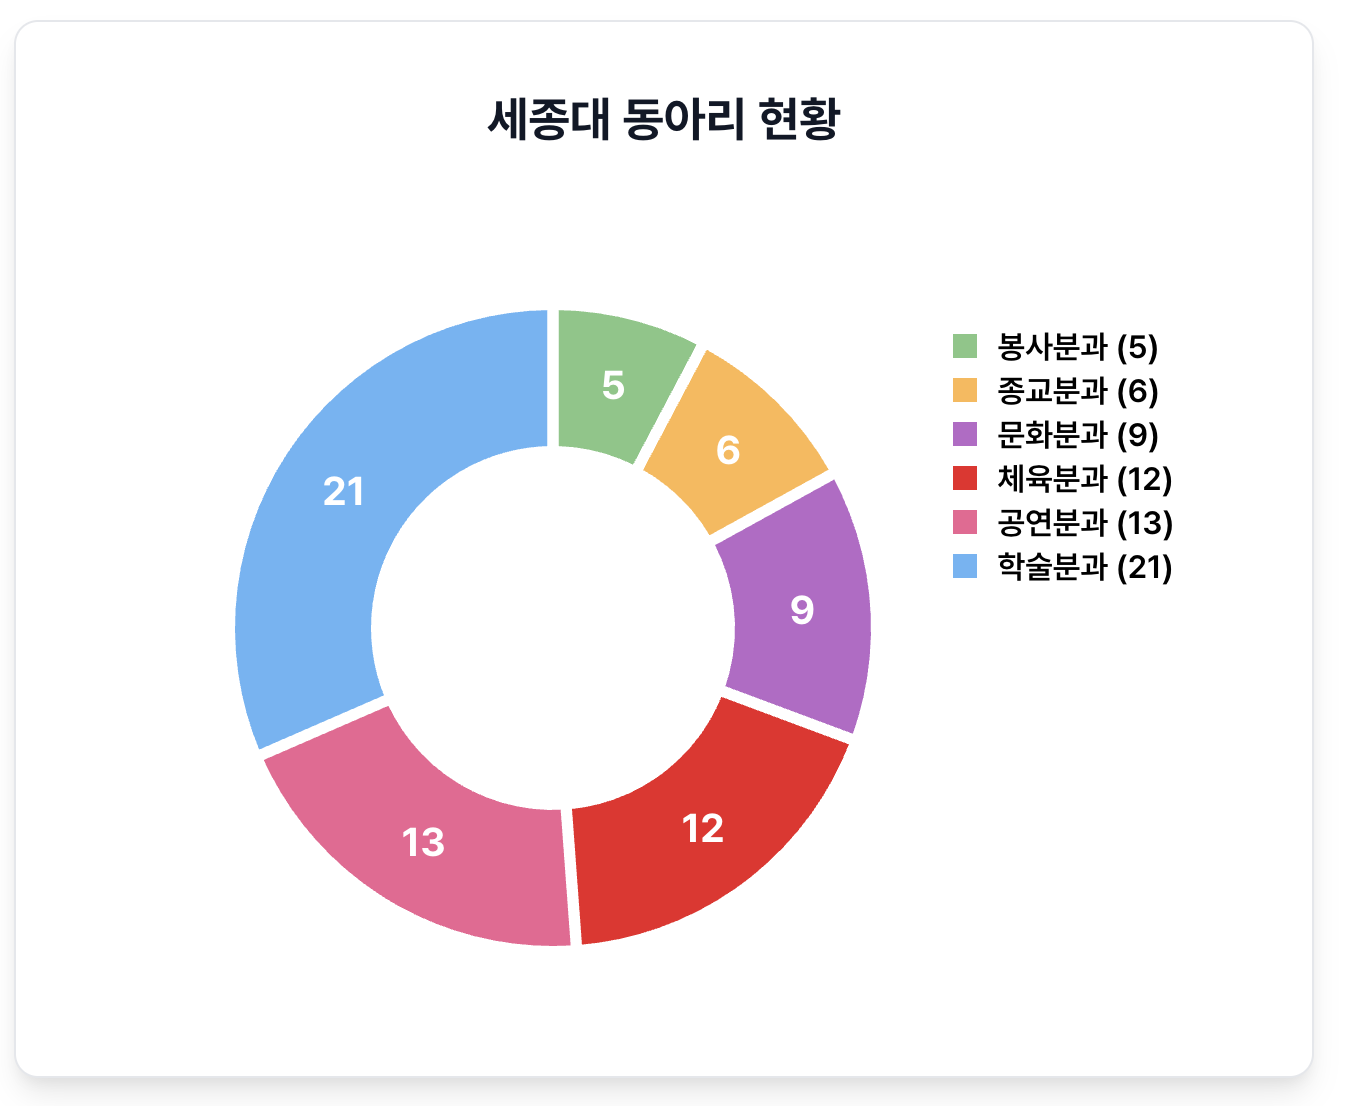 세종대 동아리 현황
5
6
9
12
13
21
봉사분과 (5)
종교분과 (6)
문화분과 (9)
체육분과 (12)
공연분과 (13)
학술분과 (21)